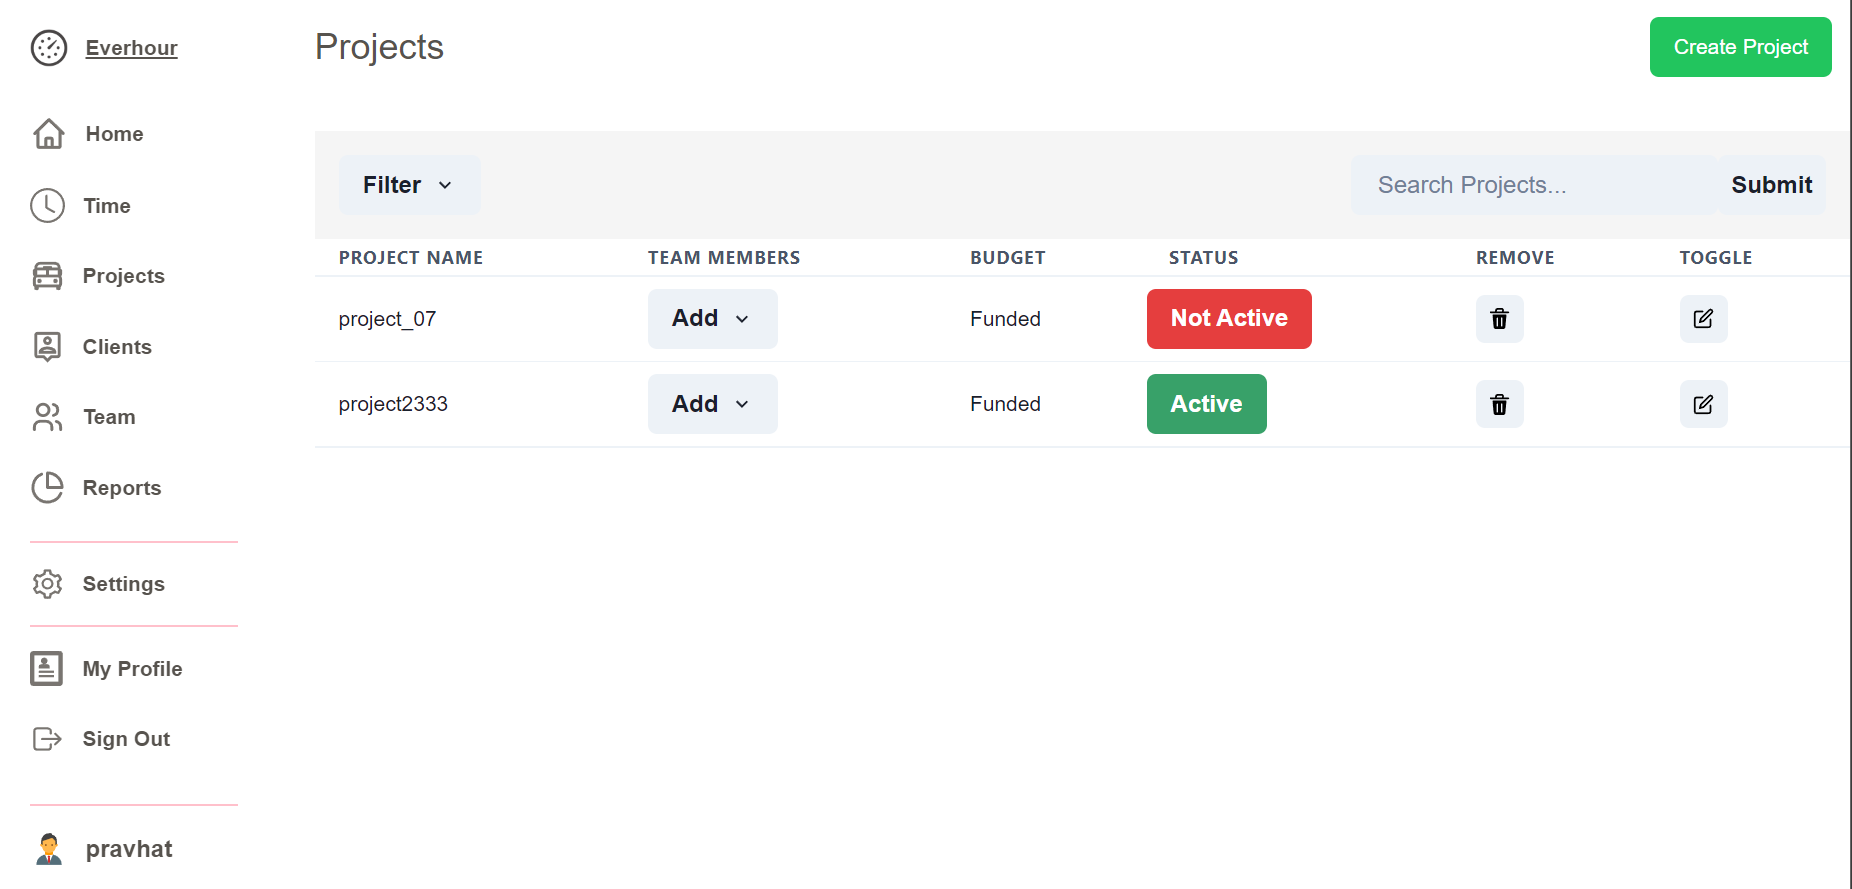 Everhour
Home
Time
Projects
Clients
Team
Reports
Settings
My Profile
Sign Out
pravhat
Projects
Create Project
Filter
Search Projects...
Submit
PROJECT NAME TEAM MEMBERS BUDGET STATUS REMOVE TOGGLE
project_07 Add Funded Not Active
project2333 Add Funded Active